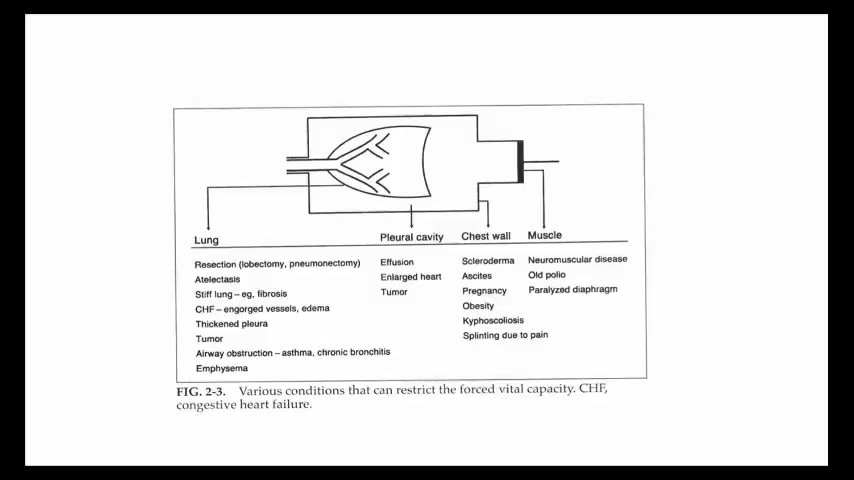 Lung Pleural cavity Chest wall Muscle
Resection (lobectomy, pneumonectomy) Effusion Scleroderma Neuromuscular disease
Atelectasis Enlarged heart Ascites Old polio
Stiff lung – eg, fibrosis Tumor Pregnancy Paralyzed diaphragm
CHF – engorged vessels, edema Obesity
Thickened pleura Kyphoscoliosis
Tumor Splinting due to pain
Airway obstruction – asthma, chronic bronchitis
Emphysema
FIG. 2-3. Various conditions that can restrict the forced vital capacity. CHF,
congestive heart failure.